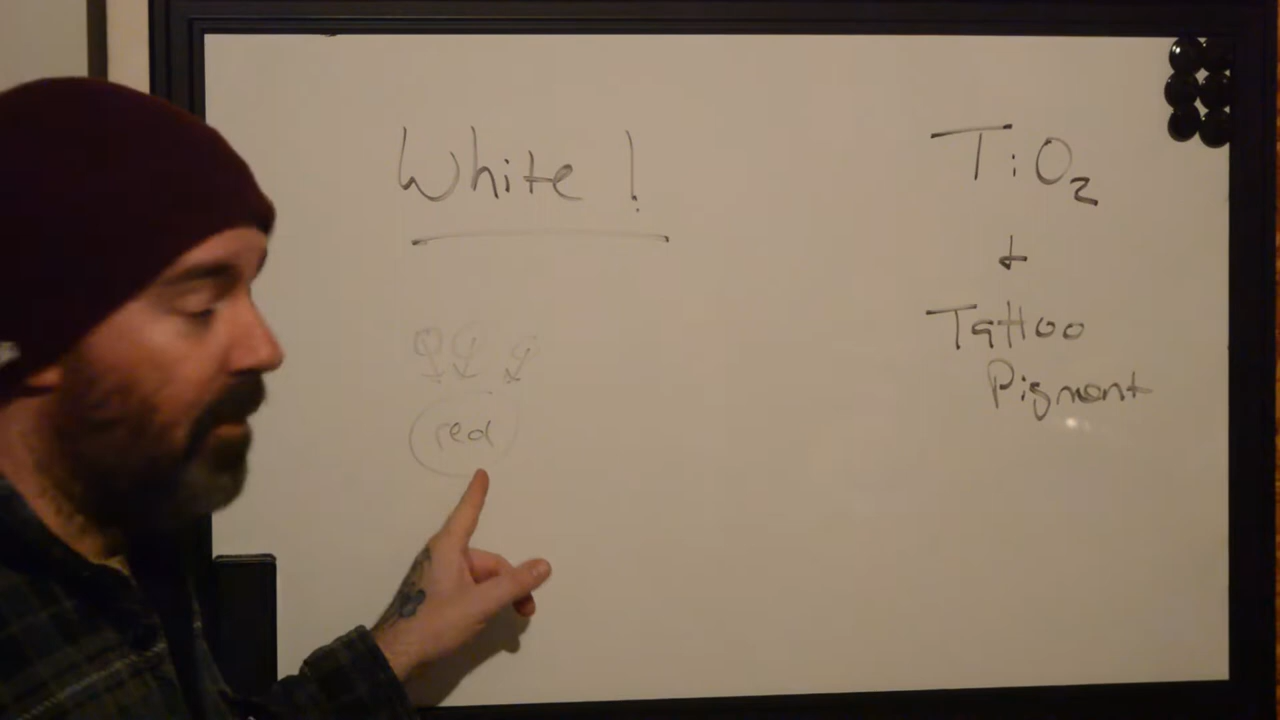 White!
red
TiO₂
+
Tattoo
Pigment